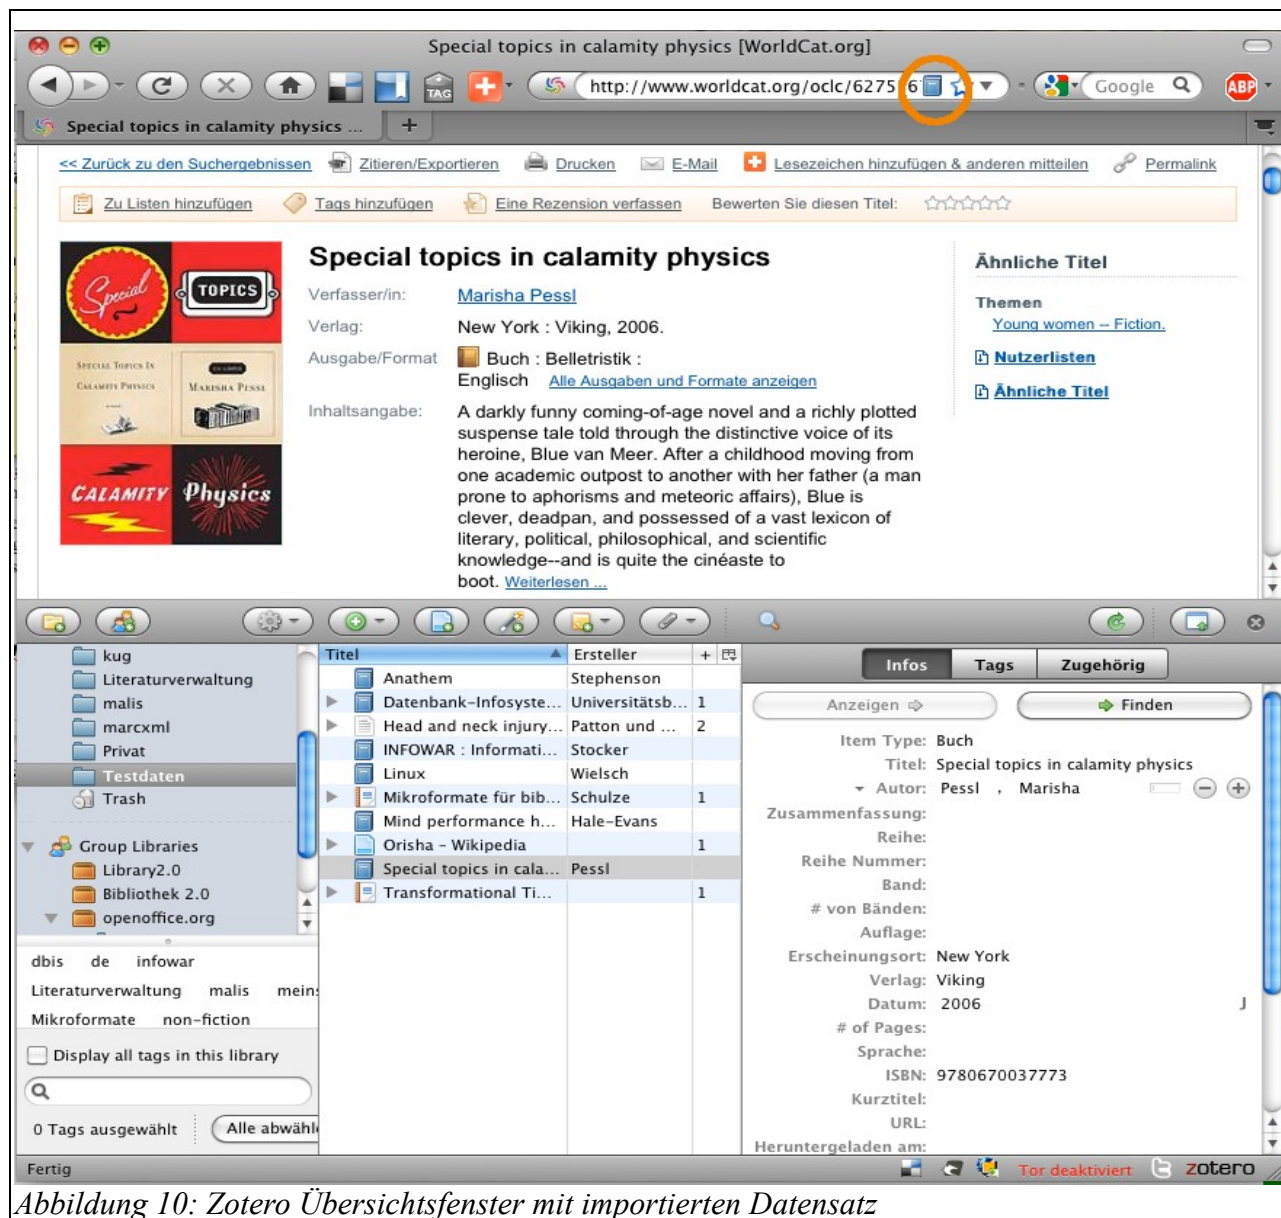 Special topics in calamity physics [WorldCat.org]
TAG
http://www.worldcat.org/oclc/6275 6
Google
ABP
Special topics in calamity physics ...
+
<< Zurück zu den Suchergebnissen Zitieren/Exportieren Drucken E-Mail Lesezeichen hinzufügen & anderen mitteilen Permalink
Zu Listen hinzufügen Tags hinzufügen Eine Rezension verfassen Bewerten Sie diesen Titel:
Special
TOPICS
SPECIAL TOPICS IN
CALAMITY PHYSICS
MARISHA PESSL
CALAMITY
Physics
Special topics in calamity physics
Verfasser/in: Marisha Pessl
Verlag: New York : Viking, 2006.
Ausgabe/Format Buch : Belletristik :
Englisch Alle Ausgaben und Formate anzeigen
Inhaltsangabe: A darkly funny coming-of-age novel and a richly plotted
suspense tale told through the distinctive voice of its
heroine, Blue van Meer. After a childhood moving from
one academic outpost to another with her father (a man
prone to aphorisms and meteoric affairs), Blue is
clever, deadpan, and possessed of a vast lexicon of
literary, political, philosophical, and scientific
knowledge--and is quite the cinéaste to
boot. Weiterlesen ...
Ähnliche Titel
Themen
Young women -- Fiction.
Nutzerlisten
Ähnliche Titel
kug
Literaturverwaltung
malis
marcxml
Privat
Testdaten
Trash
Group Libraries
Library2.0
Bibliothek 2.0
openoffice.org
dbis de infowar
Literaturverwaltung malis meins
Mikroformate non-fiction
Display all tags in this library
0 Tags ausgewählt Alle abwähl
Titel Ersteller +
Anathem Stephenson
Datenbank-Infosyste... Universitätsb... 1
Head and neck injury... Patton und ... 2
INFOWAR : Informati... Stocker
Linux Wielsch
Mikroformate für bib... Schulze 1
Mind performance h... Hale-Evans
Orisha – Wikipedia 1
Special topics in cala... Pessl
Transformational Ti... 1
Infos Tags Zugehörig
Anzeigen Finden
Item Type: Buch
Titel: Special topics in calamity physics
Autor: Pessl , Marisha
Zusammenfassung:
Reihe:
Reihe Nummer:
Band:
# von Bänden:
Auflage:
Erscheinungsort: New York
Verlag: Viking
Datum: 2006 J
# of Pages:
Sprache:
ISBN: 9780670037773
Kurztitel:
URL:
Heruntergeladen am:
Fertig
Tor deaktiviert
zotero
Abbildung 10: Zotero Übersichtsfenster mit importierten Datensatz